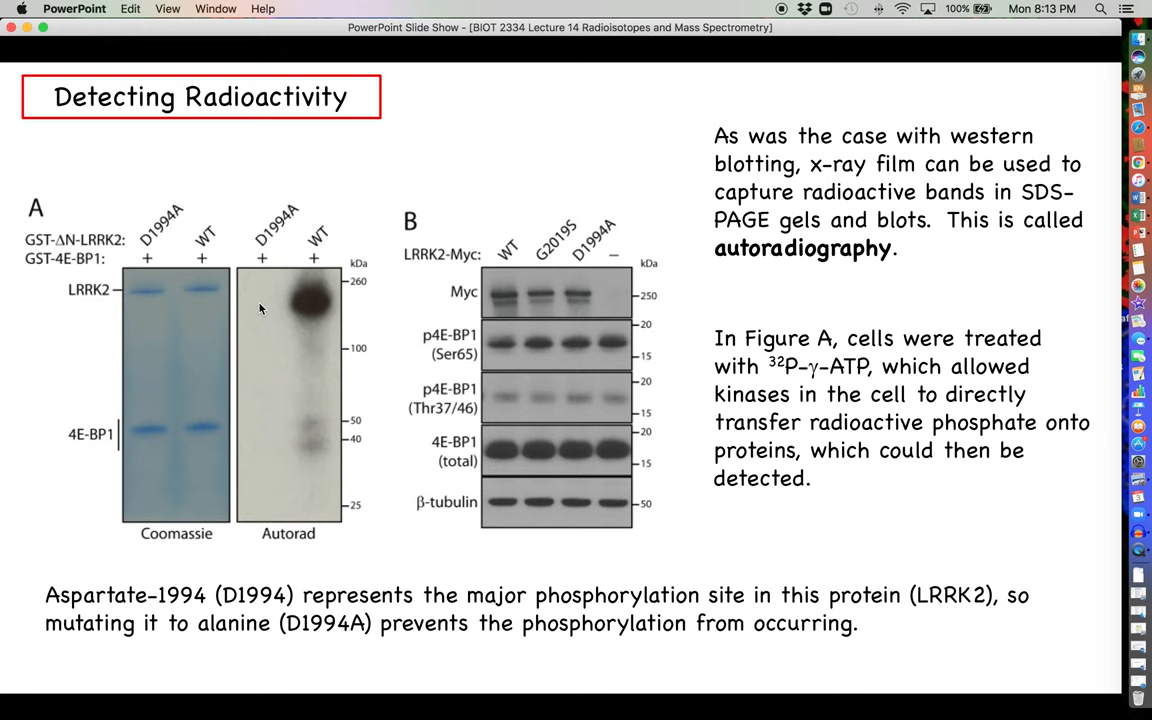 PowerPoint Edit View Window Help 100% Mon 8:13 PM
PowerPoint Slide Show - [BIOT 2334 Lecture 14 Radioisotopes and Mass Spectrometry]
Detecting Radioactivity
As was the case with western
blotting, x-ray film can be used to
capture radioactive bands in SDS-
PAGE gels and blots. This is called
autoradiography.
In Figure A, cells were treated
with ³²P-γ-ATP, which allowed
kinases in the cell to directly
transfer radioactive phosphate onto
proteins, which could then be
detected.
A
GST-ΔN-LRRK2: D1994A WT D1994A WT
GST-4E-BP1: + + + +
kDa
LRRK2
260
100
50
4E-BP1
40
25
Coomassie Autorad
B
LRRK2-Myc: WT G2019S D1994A –
kDa
Myc
250
p4E-BP1
(Ser65)
20
15
p4E-BP1
(Thr37/46)
20
15
4E-BP1
(total)
20
15
β-tubulin
50
Aspartate-1994 (D1994) represents the major phosphorylation site in this protein (LRRK2), so
mutating it to alanine (D1994A) prevents the phosphorylation from occurring.